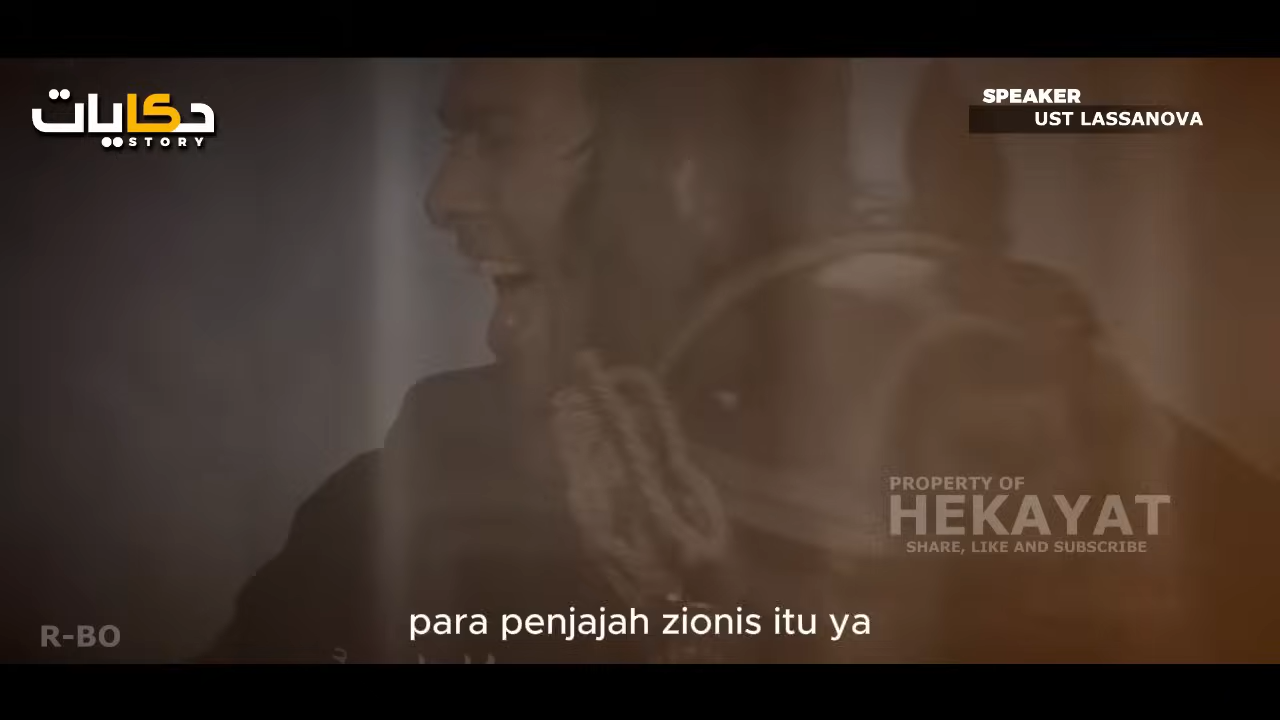 حكايات
STORY
SPEAKER
UST LASSANOVA
PROPERTY OF
HEKAYAT
SHARE, LIKE AND SUBSCRIBE
para penjajah zionis itu ya
R-BO